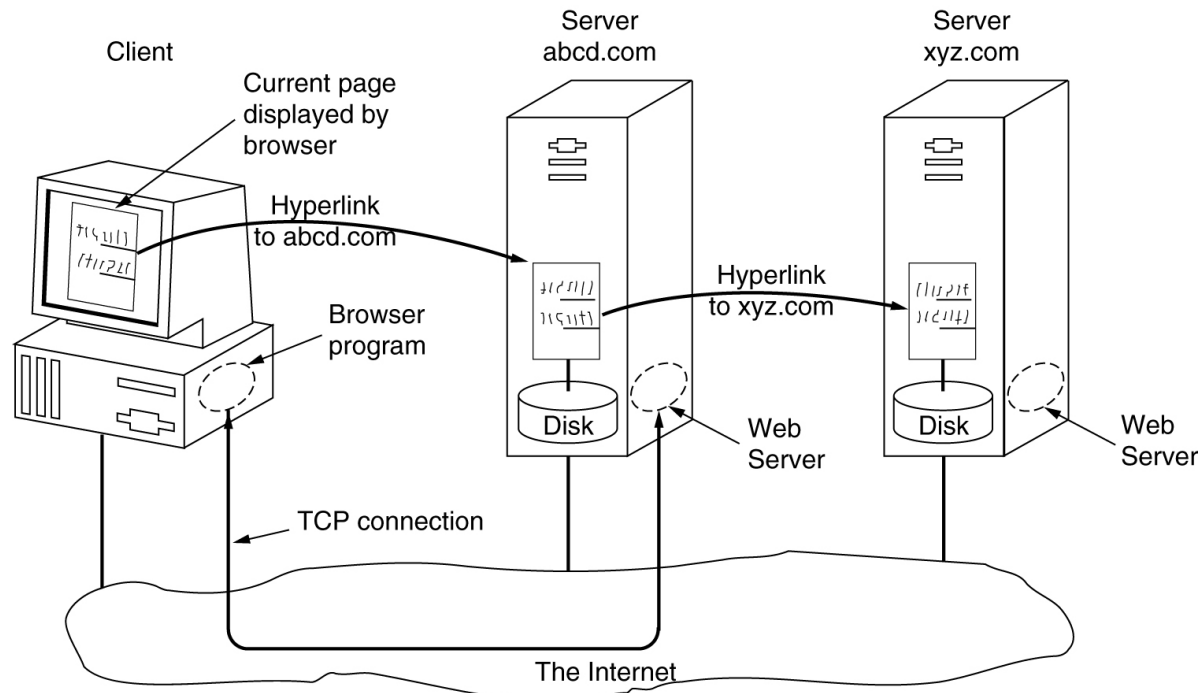 Client
Server
abcd.com
Server
xyz.com
Current page
displayed by
browser
Hyperlink
to abcd.com
Hyperlink
to xyz.com
Browser
program
Disk
Web
Server
Disk
Web
Server
TCP connection
The Internet